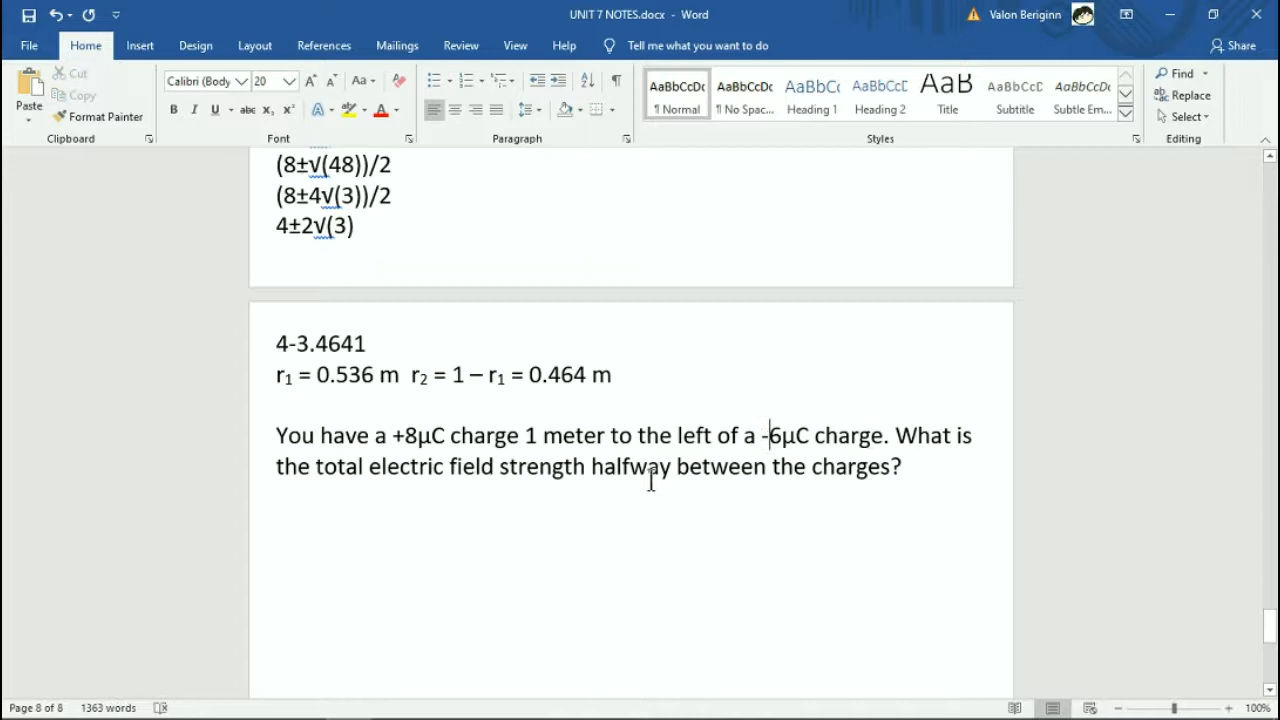 UNIT 7 NOTES.docx - Word
Valon Beriginn
File Home Insert Design Layout References Mailings Review View Help Tell me what you want to do Share
Paste
Cut
Copy
Format Painter
Clipboard
Calibri (Body 20
Font
Paragraph
AaBbCcDc AaBbCcDc AaBbC AaBbCcC AaB AaBbCcD AaBbCcDc
¶ Normal ¶ No Spac... Heading 1 Heading 2 Title Subtitle Subtle Em...
Styles
Find
Replace
Select
Editing
(8±√(48))/2
(8±4√(3))/2
4±2√(3)
4-3.4641
r₁ = 0.536 m r₂ = 1 – r₁ = 0.464 m
You have a +8μC charge 1 meter to the left of a -6μC charge. What is
the total electric field strength halfway between the charges?
Page 8 of 8 1363 words 100%